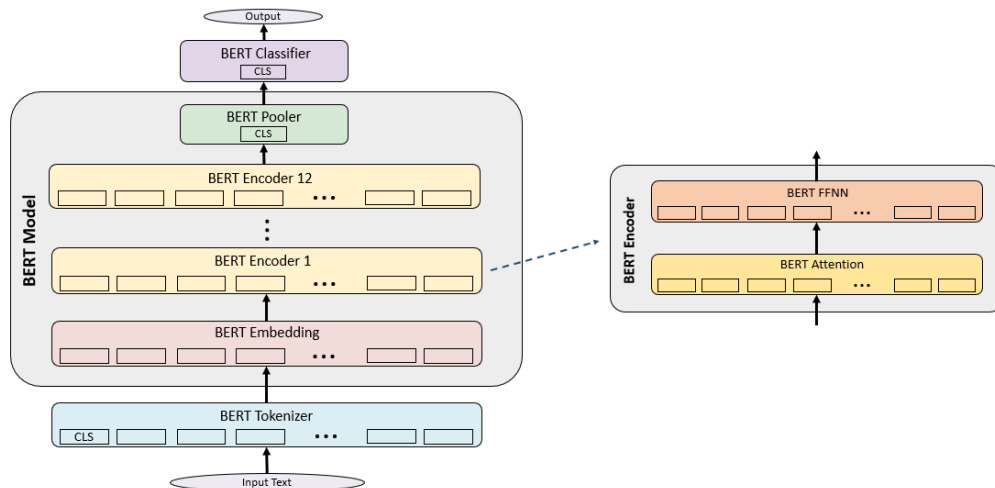 Output
BERT Classifier
CLS
BERT Pooler
CLS
BERT Encoder 12
...
BERT Model
BERT Encoder 1
...
BERT Embedding
...
BERT Tokenizer
CLS
...
Input Text
BERT Encoder
BERT FFNN
...
BERT Attention
...